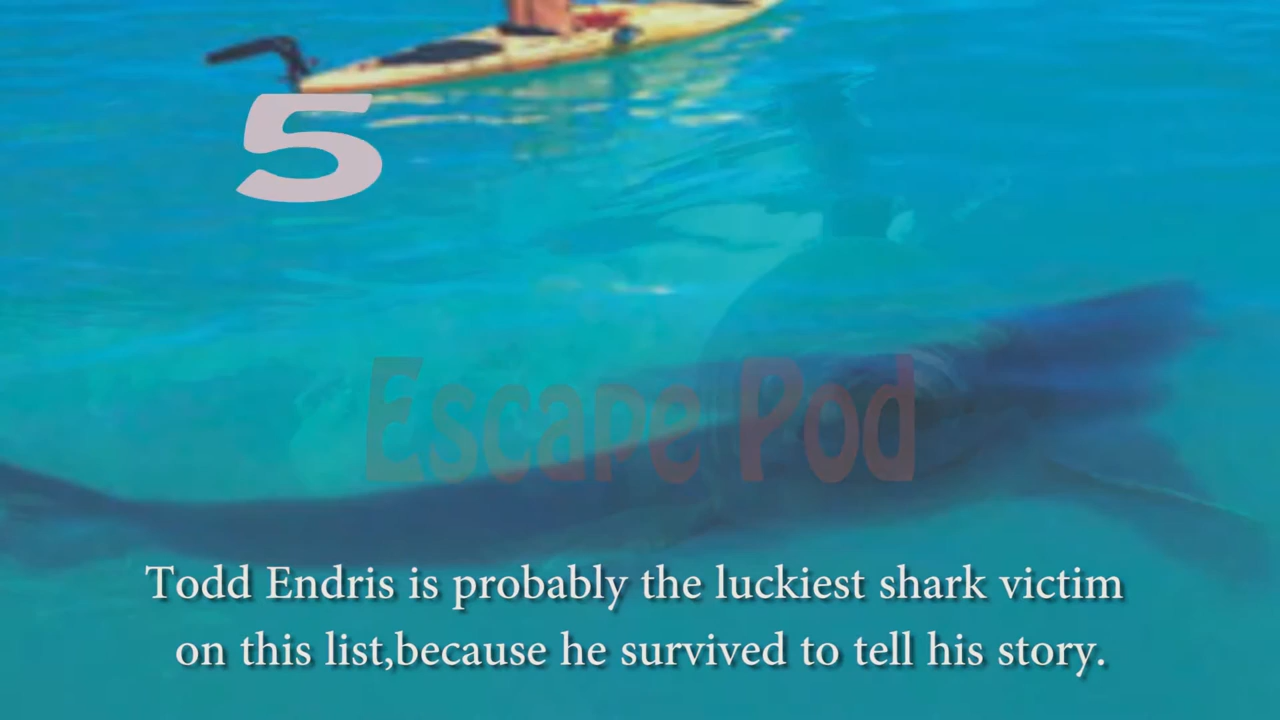 5
Escape Pod
Todd Endris is probably the luckiest shark victim
on this list,because he survived to tell his story.